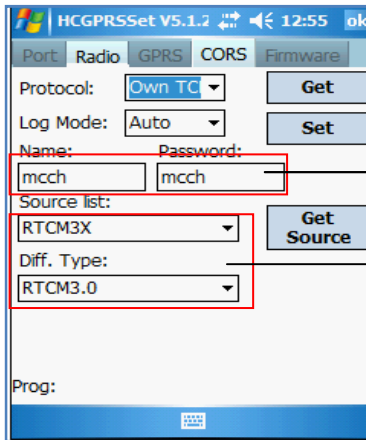 HCGPRSSet V5.1.2 12:55 ok
Port Radio GPRS CORS Firmware
Protocol: Own TCI Get
Log Mode: Auto Set
Name: Password:
mcch mcch
Source list:
RTCM3X Get Source
Diff. Type:
RTCM3.0
Prog: